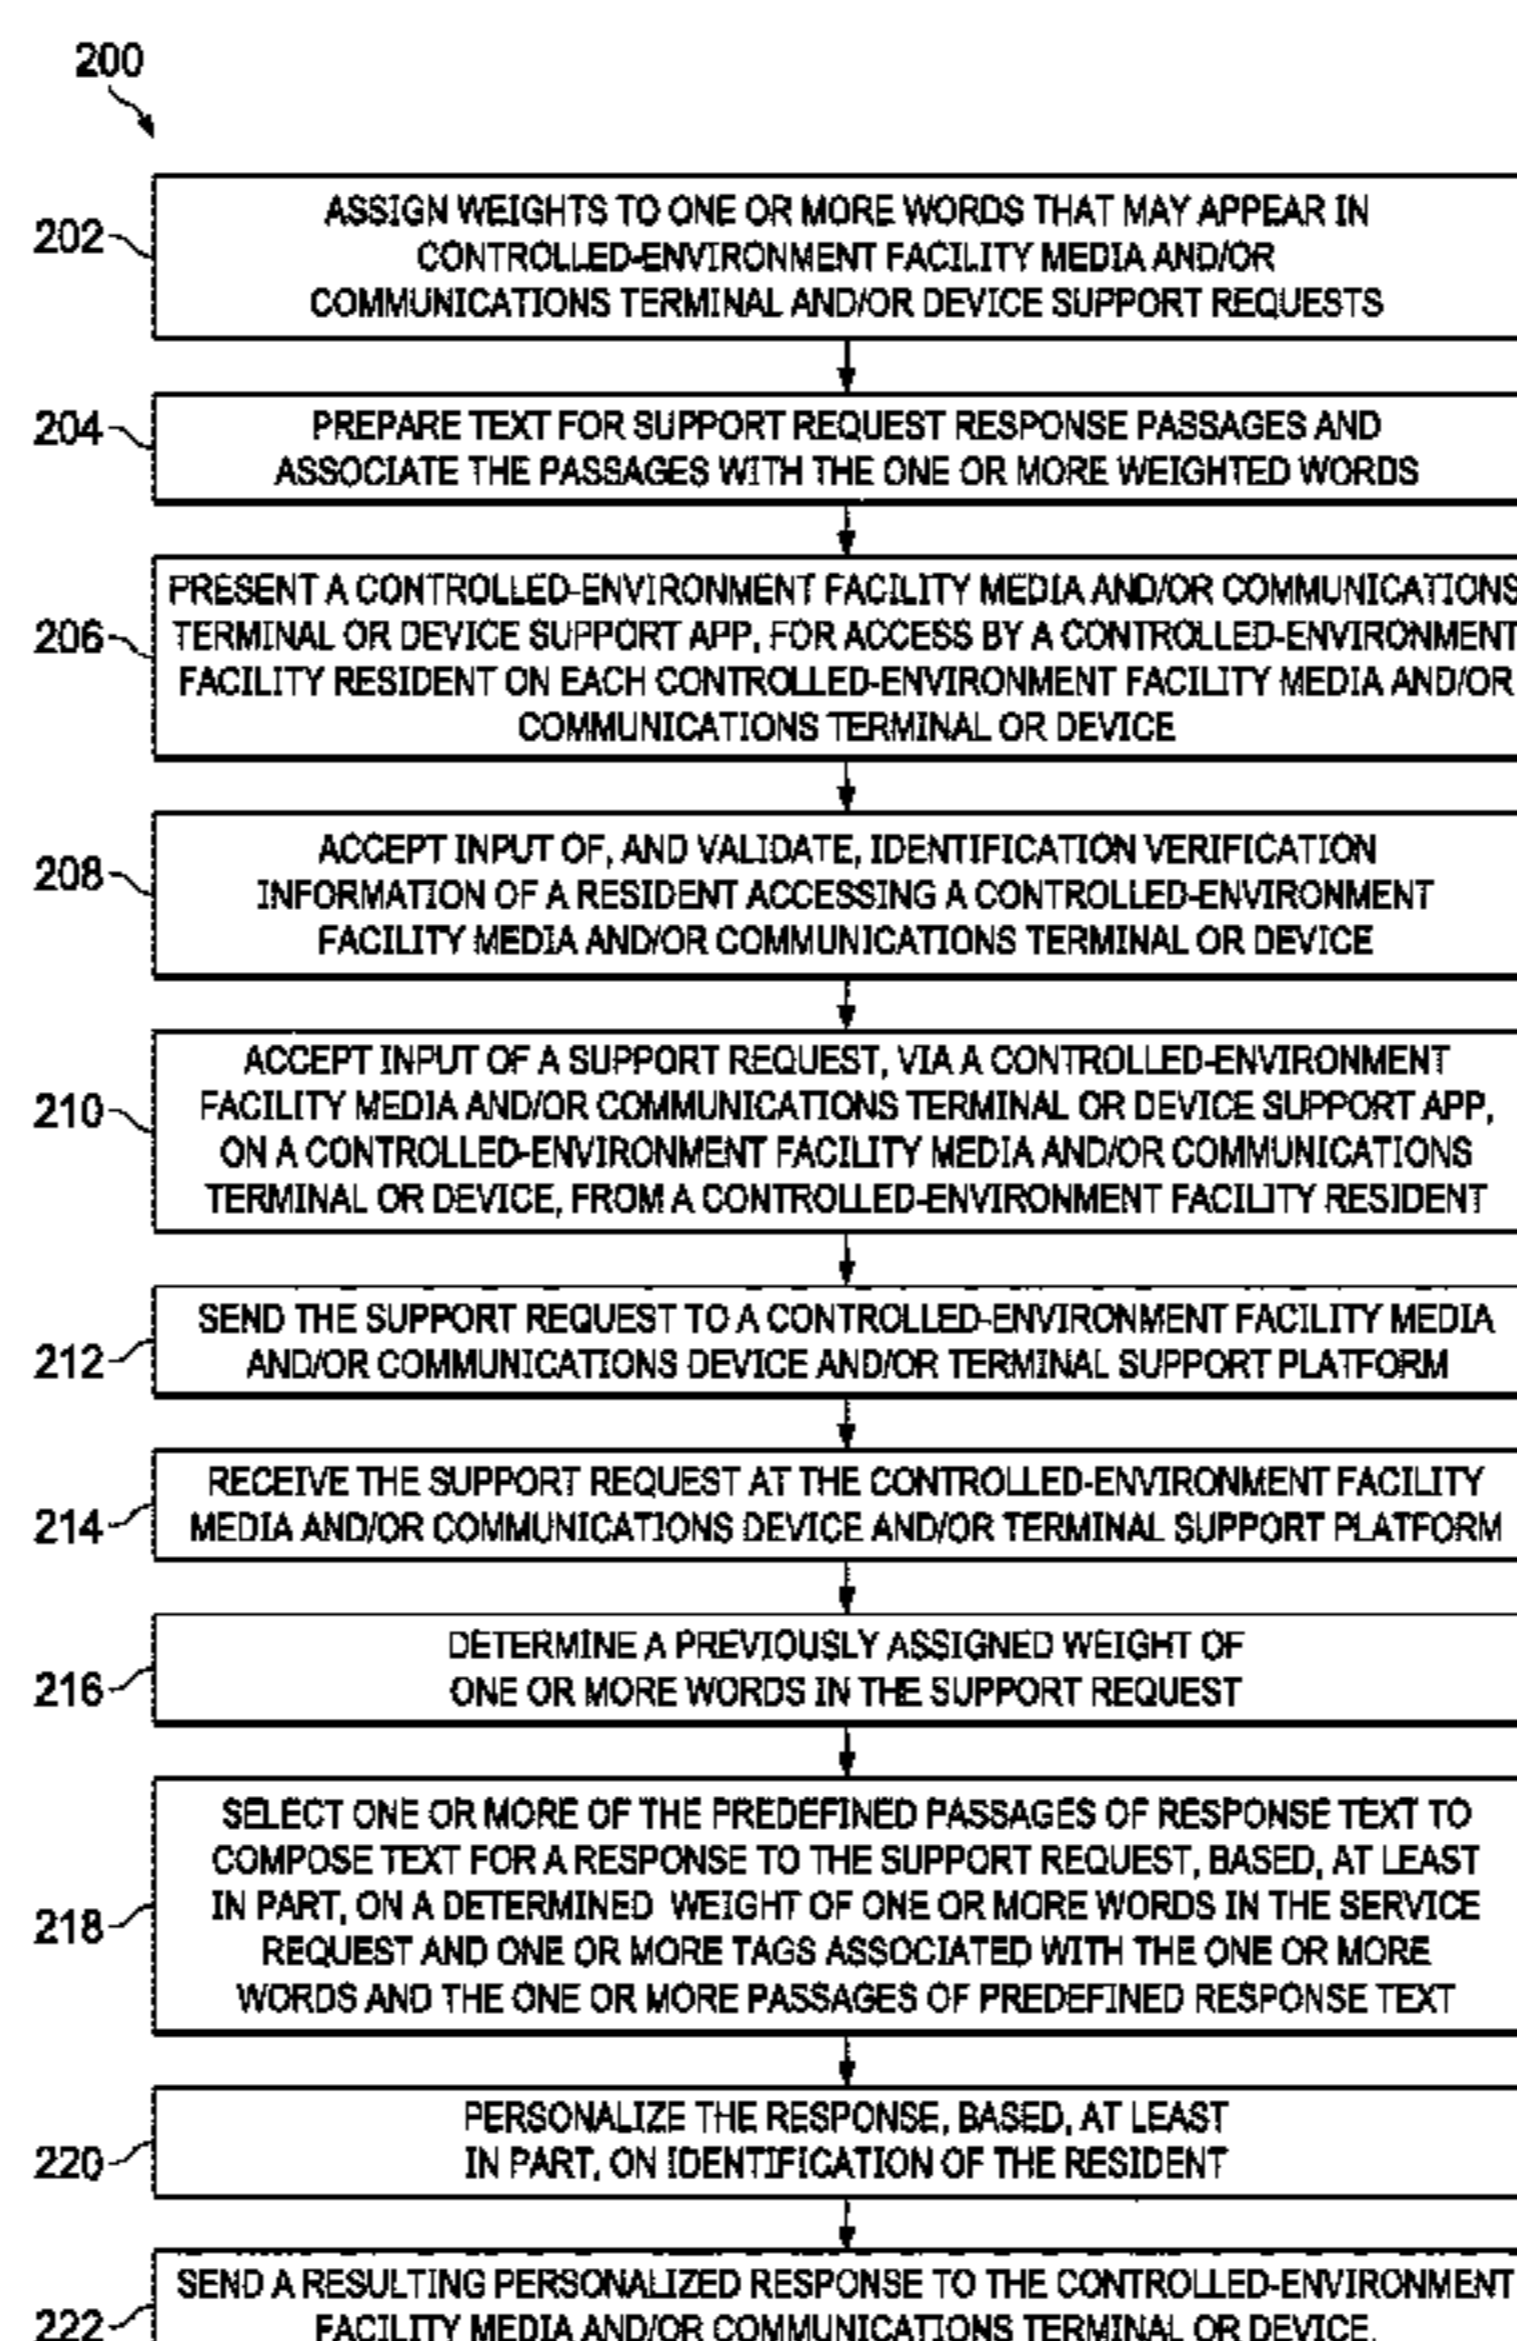 200
202
ASSIGN WEIGHTS TO ONE OR MORE WORDS THAT MAY APPEAR IN
CONTROLLED-ENVIRONMENT FACILITY MEDIA AND/OR
COMMUNICATIONS TERMINAL AND/OR DEVICE SUPPORT REQUESTS
204
PREPARE TEXT FOR SUPPORT REQUEST RESPONSE PASSAGES AND
ASSOCIATE THE PASSAGES WITH THE ONE OR MORE WEIGHTED WORDS
206
PRESENT A CONTROLLED-ENVIRONMENT FACILITY MEDIA AND/OR COMMUNICATIONS
TERMINAL OR DEVICE SUPPORT APP, FOR ACCESS BY A CONTROLLED-ENVIRONMENT
FACILITY RESIDENT ON EACH CONTROLLED-ENVIRONMENT FACILITY MEDIA AND/OR
COMMUNICATIONS TERMINAL OR DEVICE
208
ACCEPT INPUT OF, AND VALIDATE, IDENTIFICATION VERIFICATION
INFORMATION OF A RESIDENT ACCESSING A CONTROLLED-ENVIRONMENT
FACILITY MEDIA AND/OR COMMUNICATIONS TERMINAL OR DEVICE
210
ACCEPT INPUT OF A SUPPORT REQUEST, VIA A CONTROLLED-ENVIRONMENT
FACILITY MEDIA AND/OR COMMUNICATIONS TERMINAL OR DEVICE SUPPORT APP,
ON A CONTROLLED-ENVIRONMENT FACILITY MEDIA AND/OR COMMUNICATIONS
TERMINAL OR DEVICE, FROM A CONTROLLED-ENVIRONMENT FACILITY RESIDENT
212
SEND THE SUPPORT REQUEST TO A CONTROLLED-ENVIRONMENT FACILITY MEDIA
AND/OR COMMUNICATIONS DEVICE AND/OR TERMINAL SUPPORT PLATFORM
214
RECEIVE THE SUPPORT REQUEST AT THE CONTROLLED-ENVIRONMENT FACILITY
MEDIA AND/OR COMMUNICATIONS DEVICE AND/OR TERMINAL SUPPORT PLATFORM
216
DETERMINE A PREVIOUSLY ASSIGNED WEIGHT OF
ONE OR MORE WORDS IN THE SUPPORT REQUEST
218
SELECT ONE OR MORE OF THE PREDEFINED PASSAGES OF RESPONSE TEXT TO
COMPOSE TEXT FOR A RESPONSE TO THE SUPPORT REQUEST, BASED, AT LEAST
IN PART, ON A DETERMINED WEIGHT OF ONE OR MORE WORDS IN THE SERVICE
REQUEST AND ONE OR MORE TAGS ASSOCIATED WITH THE ONE OR MORE
WORDS AND THE ONE OR MORE PASSAGES OF PREDEFINED RESPONSE TEXT
220
PERSONALIZE THE RESPONSE, BASED, AT LEAST
IN PART, ON IDENTIFICATION OF THE RESIDENT
222
SEND A RESULTING PERSONALIZED RESPONSE TO THE CONTROLLED-ENVIRONMENT
FACILITY MEDIA AND/OR COMMUNICATIONS TERMINAL OR DEVICE.